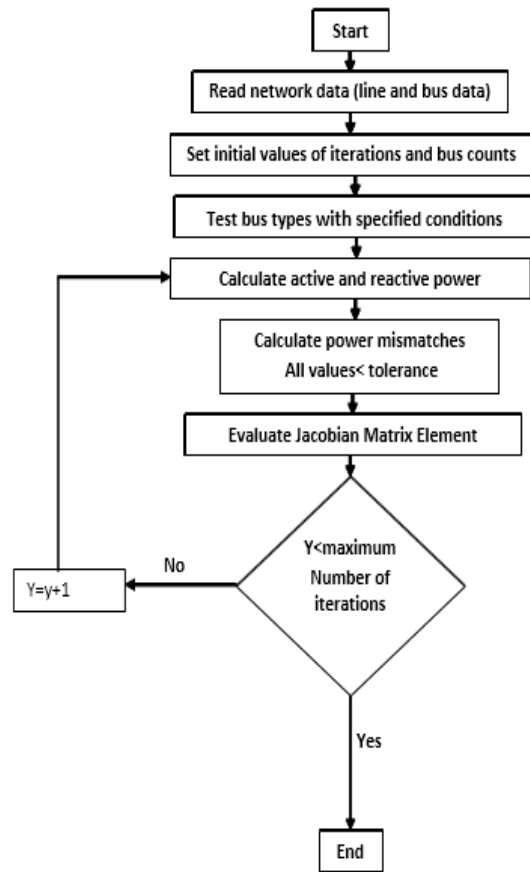 Start
Read network data (line and bus data)
Set initial values of iterations and bus counts
Test bus types with specified conditions
Calculate active and reactive power
Calculate power mismatches
All values< tolerance
Evaluate Jacobian Matrix Element
Y<maximum
Number of
iterations
No
Y=y+1
Yes
End